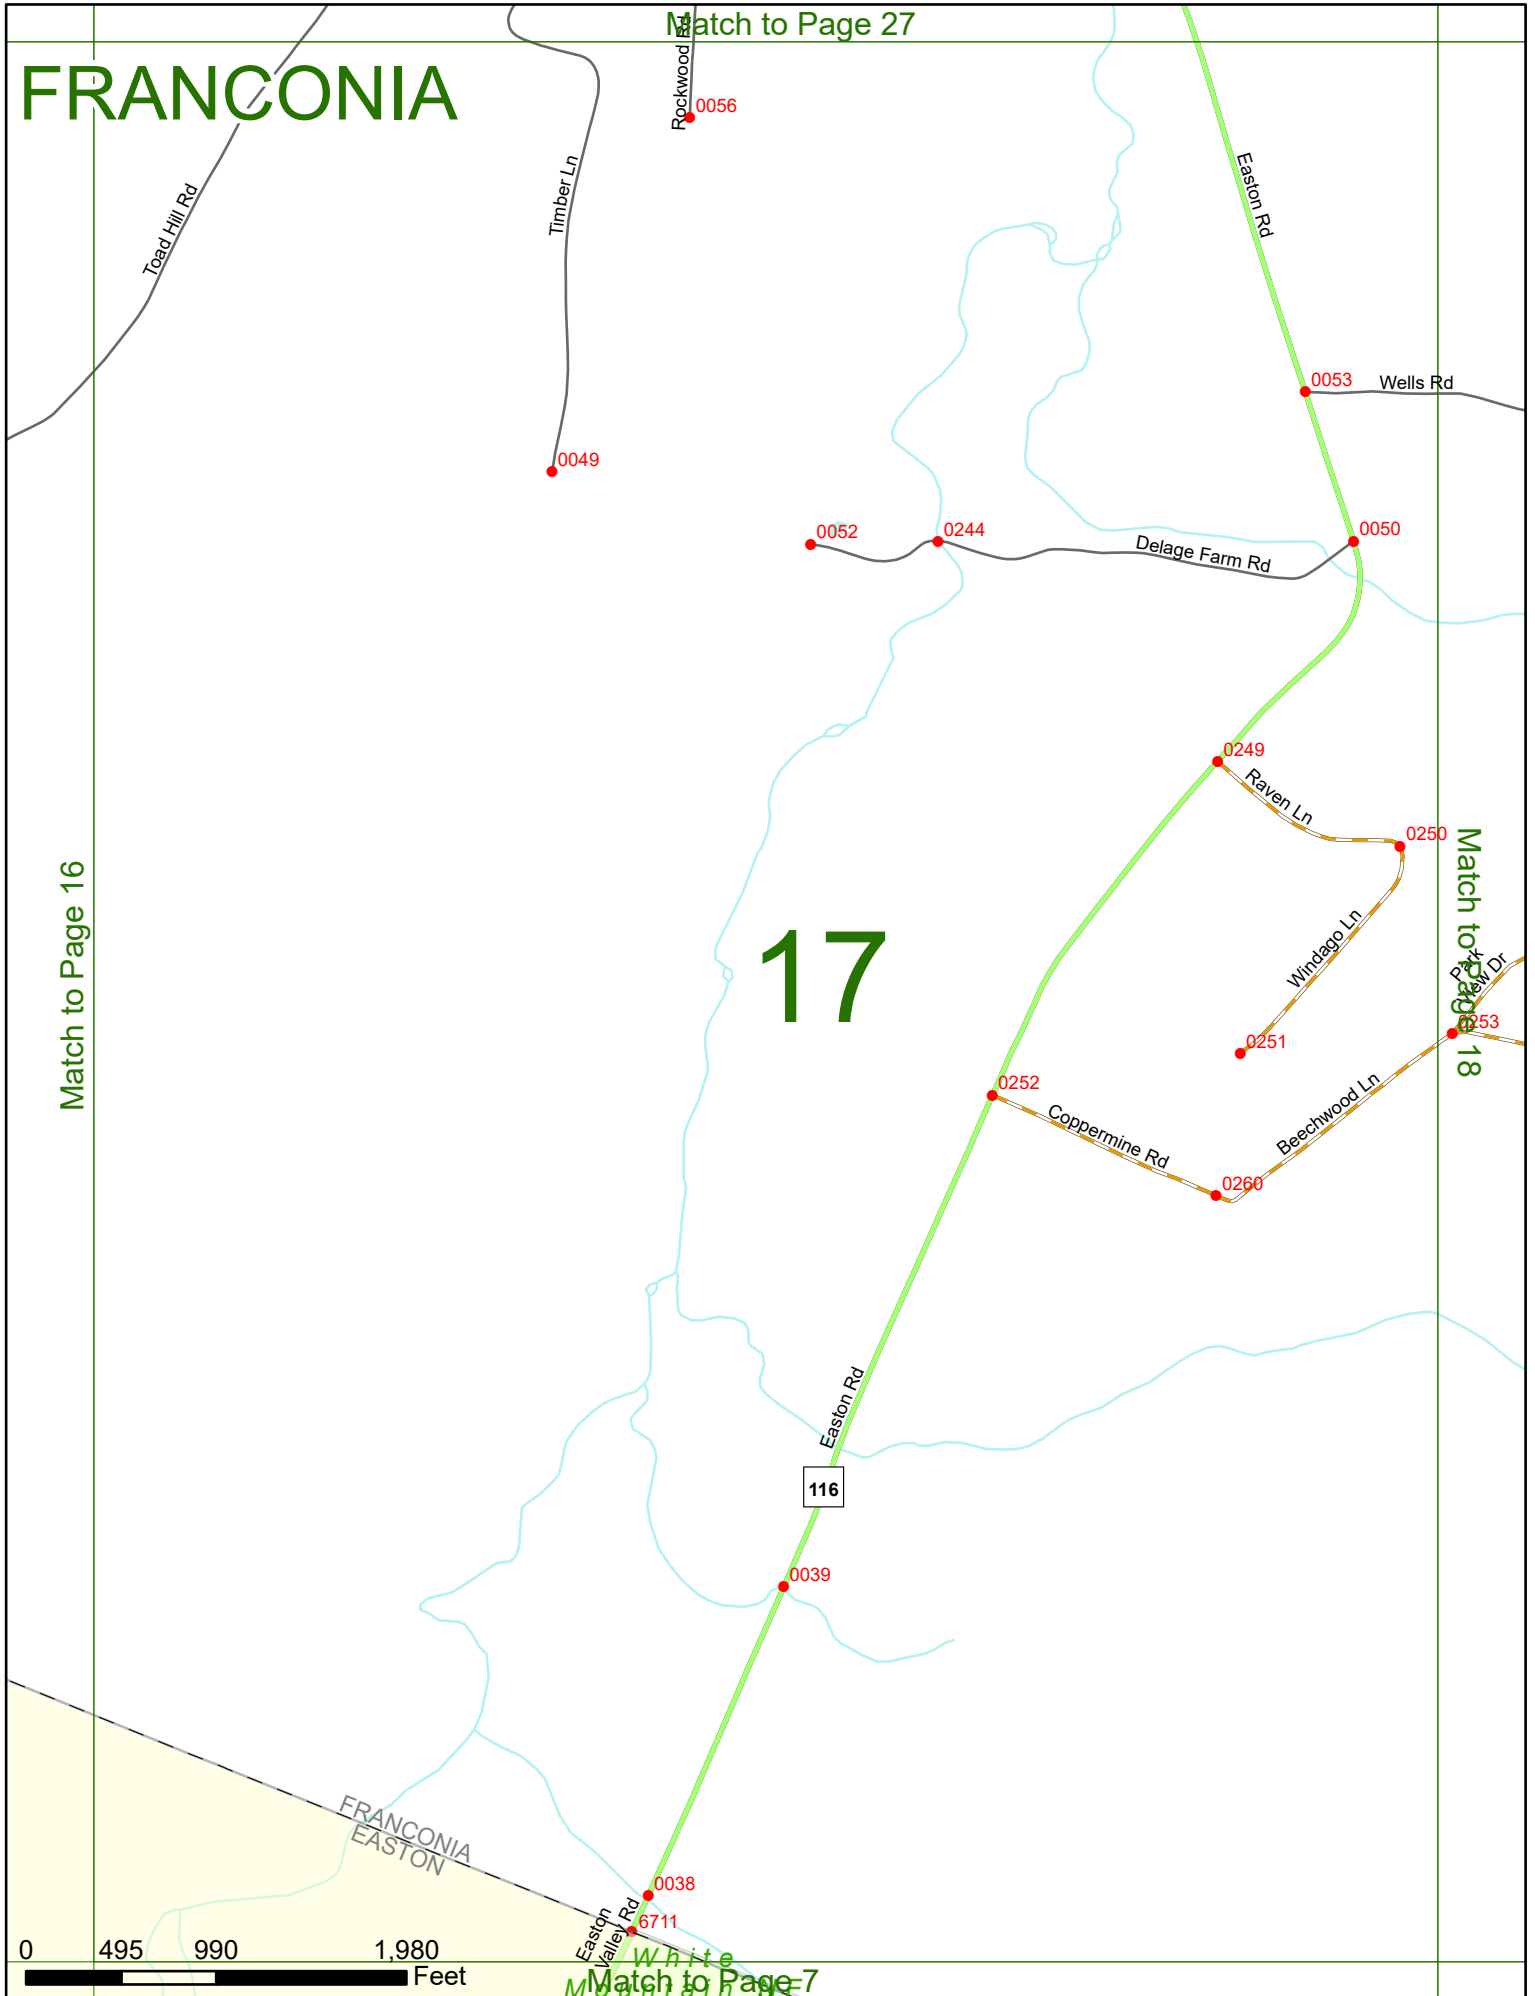 Match to Page 27
FRANCONIA
Rockwood Rd
0056
Toad Hill Rd
Timber Ln
Easton Rd
0053
Wells Rd
0049
0052
0244
Delage Farm Rd
0050
0249
Raven Ln
0250
Match to Page 16
17
Windago Ln
Match to Page 18
Park
View Dr
0251
0253
0252
Coppermine Rd
Beechwood Ln
0260
Easton Rd
116
0039
FRANCONIA
EASTON
0038
6711
Easton
Valley Rd
0 495 990 1,980
Feet
White
Mountain NF
Match to Page 7